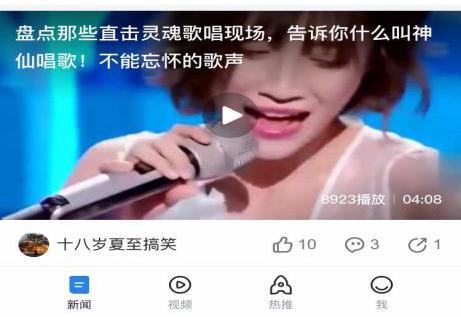 盘点那些直击灵魂歌唱现场，告诉你什么叫神
仙唱歌！不能忘怀的歌声
8923播放 04:08
十八岁夏至搞笑 10 3 1
新闻 视频 热推 我